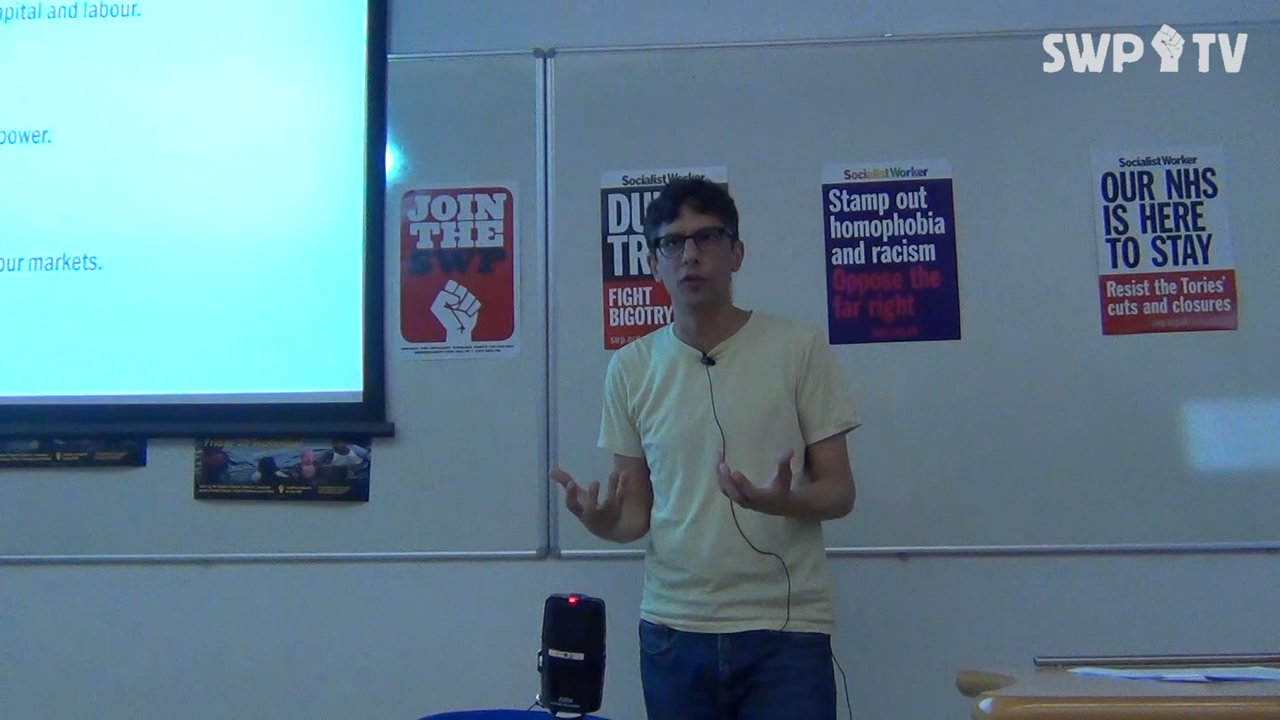 apital and labour.
power.
our markets.
SWP TV
JOIN
THE
SWP
Socialist Worker
DU
TR
FIGHT
BIGOTRY
Socialist Worker
Stamp out
homophobia
and racism
Oppose the
far right
Socialist Worker
OUR NHS
IS HERE
TO STAY
Resist the Tories'
cuts and closures